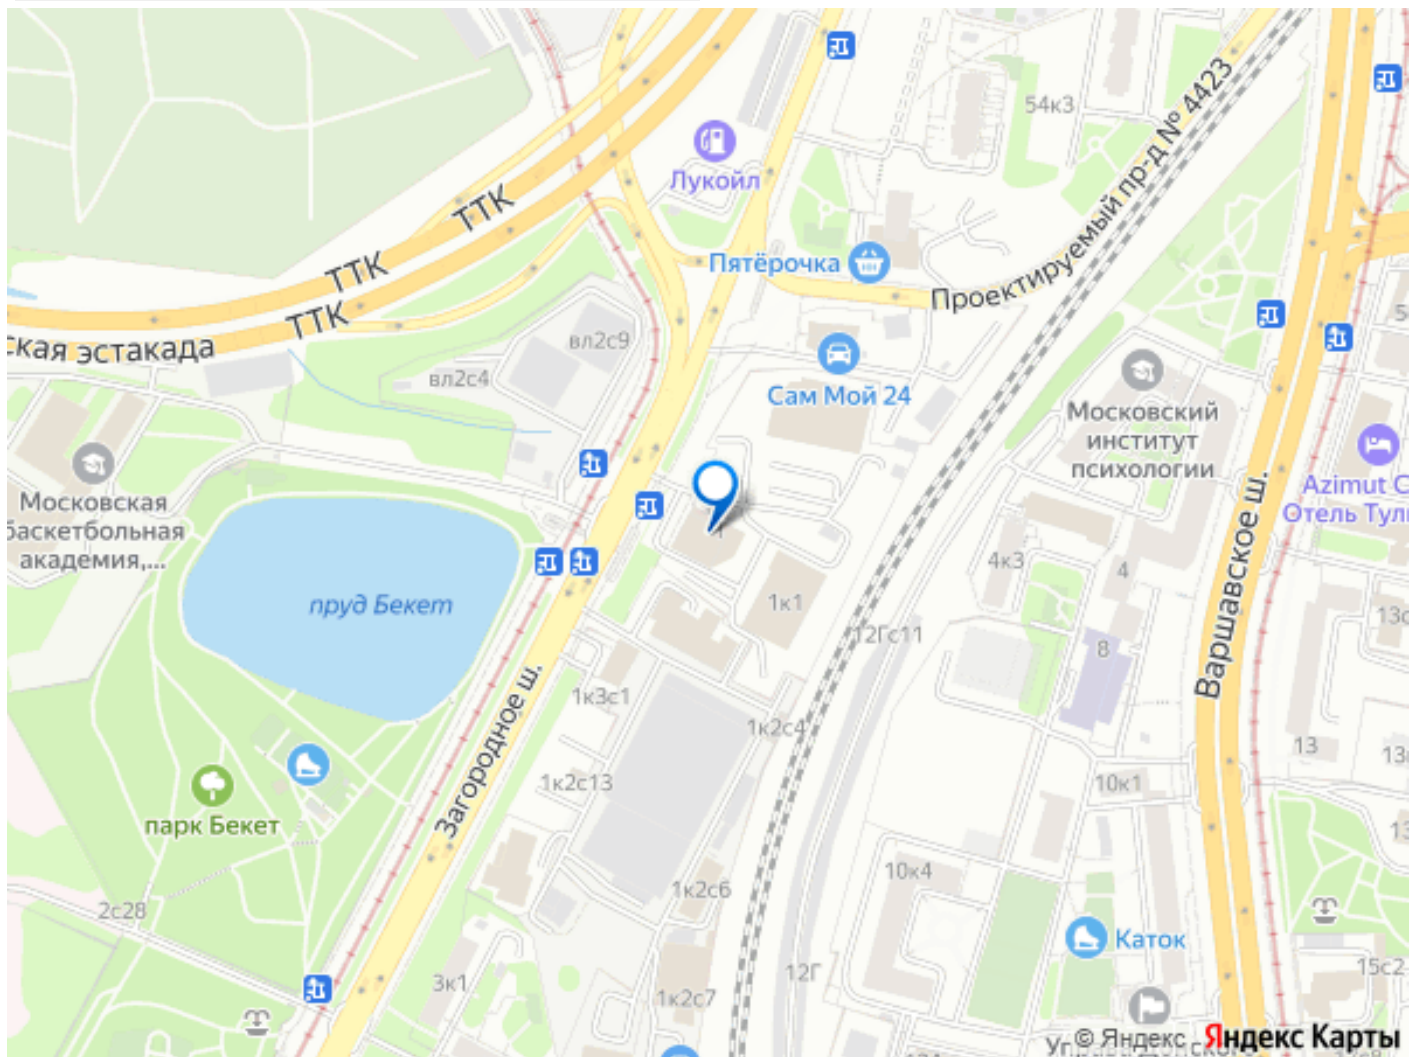 54к3
Проектируемый пр-д № 4423
Лукойл
ТТК
ТТК
ТТК
Пятёрочка
ская эстакада
вл2с9
вл2с4
Сам Мой 24
Московский
институт
психологии
Azimut С
Отель Тул
Варшавское ш.
Московская
баскетбольная
академия,...
пруд Бекет
1к1
4к3
4
8
12Гс11
13с
1к3с1
1к2с4
Загородное ш.
1к2с13
10к1
13
13
парк Бекет
13
10к4
1к2с6
2с28
Каток
3к1
12Г
15с2
1к2с7
© Яндекс Яндекс Карты